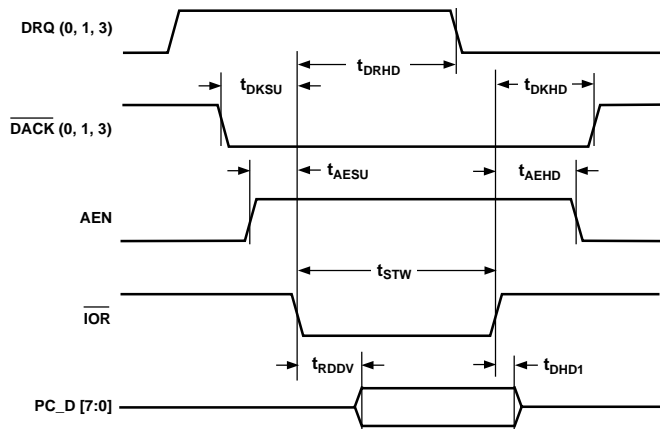 DRQ (0, 1, 3)
tDRHD
tDKSU
tDKHD
DACK (0, 1, 3)
tAESU
tAEHD
AEN
tSTW
IOR
tRDDV
tDHD1
PC_D [7:0]